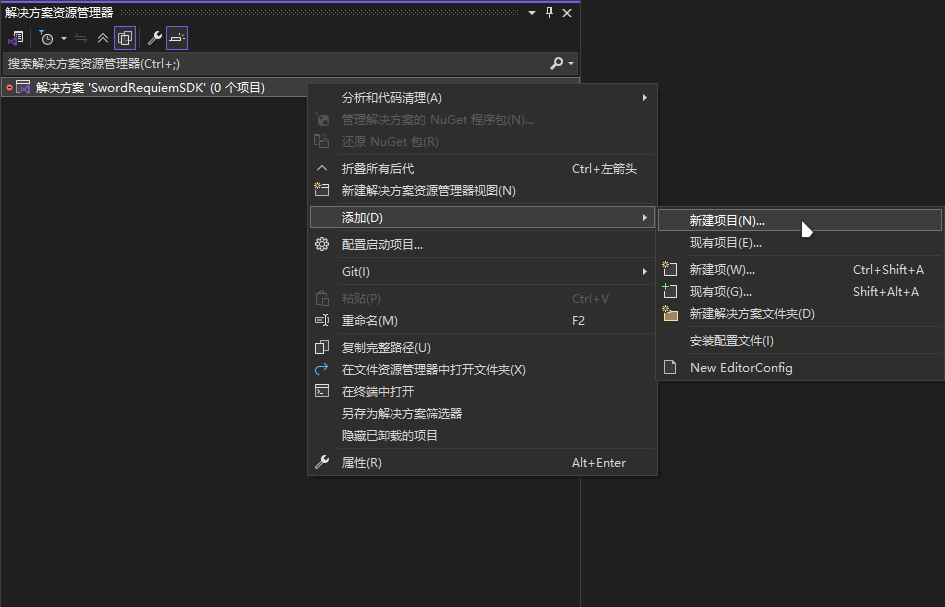 解决方案资源管理器
搜索解决方案资源管理器(Ctrl+;)
解决方案 'SwordRequiemSDK' (0 个项目)
分析和代码清理(A)
管理解决方案的 NuGet 程序包(N)...
还原 NuGet 包(R)
折叠所有后代 Ctrl+左箭头
新建解决方案资源管理器视图(N)
添加(D)
配置启动项目...
Git(I)
粘贴(P) Ctrl+V
重命名(M) F2
复制完整路径(U)
在文件资源管理器中打开文件夹(X)
在终端中打开
另存为解决方案筛选器
隐藏已卸载的项目
属性(R) Alt+Enter
新建项目(N)...
现有项目(E)...
新建项(W)... Ctrl+Shift+A
现有项(G)... Shift+Alt+A
新建解决方案文件夹(D)
安装配置文件(I)
New EditorConfig